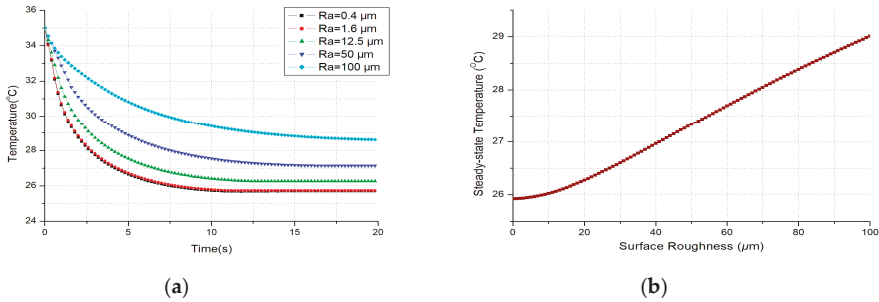 36
34
32
30
28
26
24
0
5
10
15
20
Temperature(⁰C)
Time(s)
Ra=0.4 μm
Ra=1.6 μm
Ra=12.5 μm
Ra=50 μm
Ra=100 μm
(a)
29
28
27
26
0
20
40
60
80
100
Steady-state Temperature (⁰C)
Surface Roughness (μm)
(b)